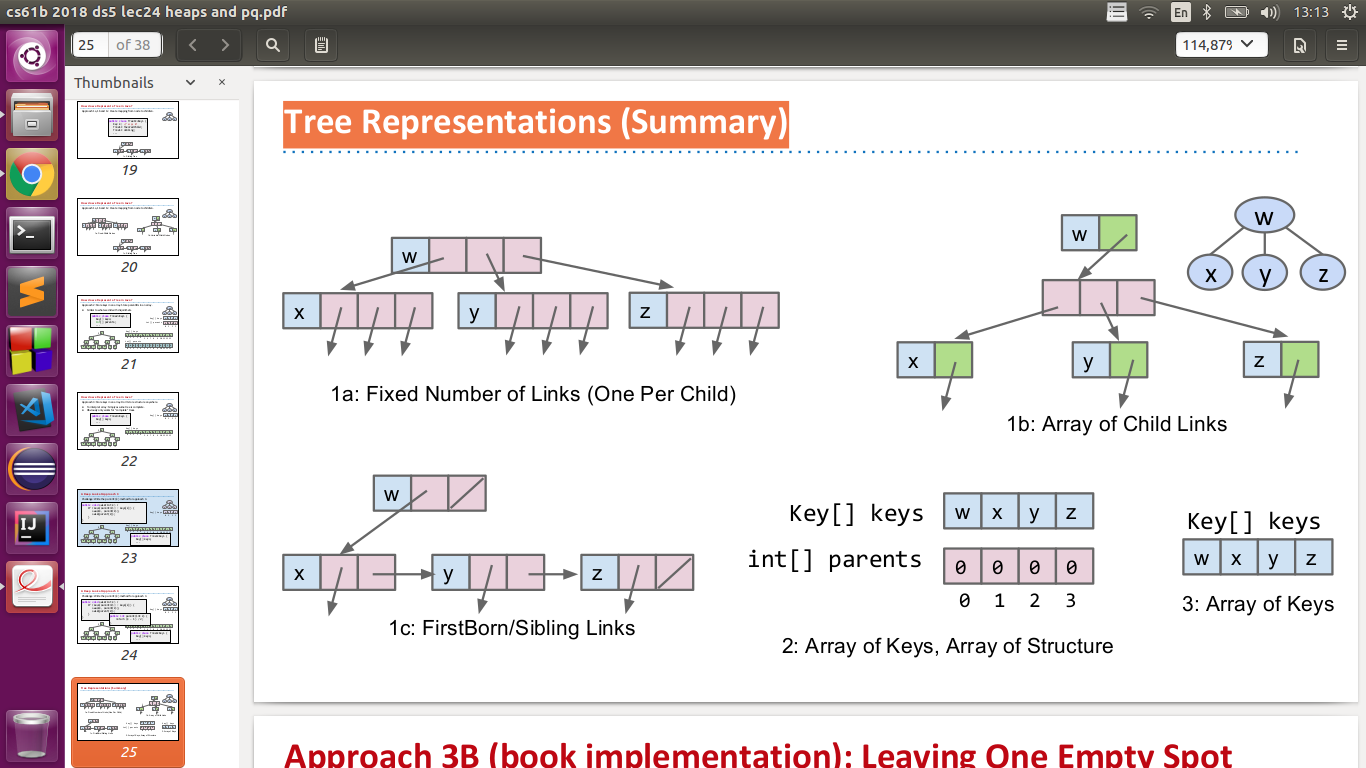 cs61b 2018 ds5 lec24 heaps and pq.pdf
En
13:13
25 of 38
114,87%
Thumbnails
19
20
21
22
23
24
25
Tree Representations (Summary)
w
x
y
z
1a: Fixed Number of Links (One Per Child)
w
x
y
z
1b: Array of Child Links
w
x
y
z
w
x
y
z
1c: FirstBorn/Sibling Links
Key[] keys
w x y z
int[] parents
0 0 0 0
0 1 2 3
2: Array of Keys, Array of Structure
Key[] keys
w x y z
3: Array of Keys
Approach 3B (book implementation): Leaving One Empty Spot